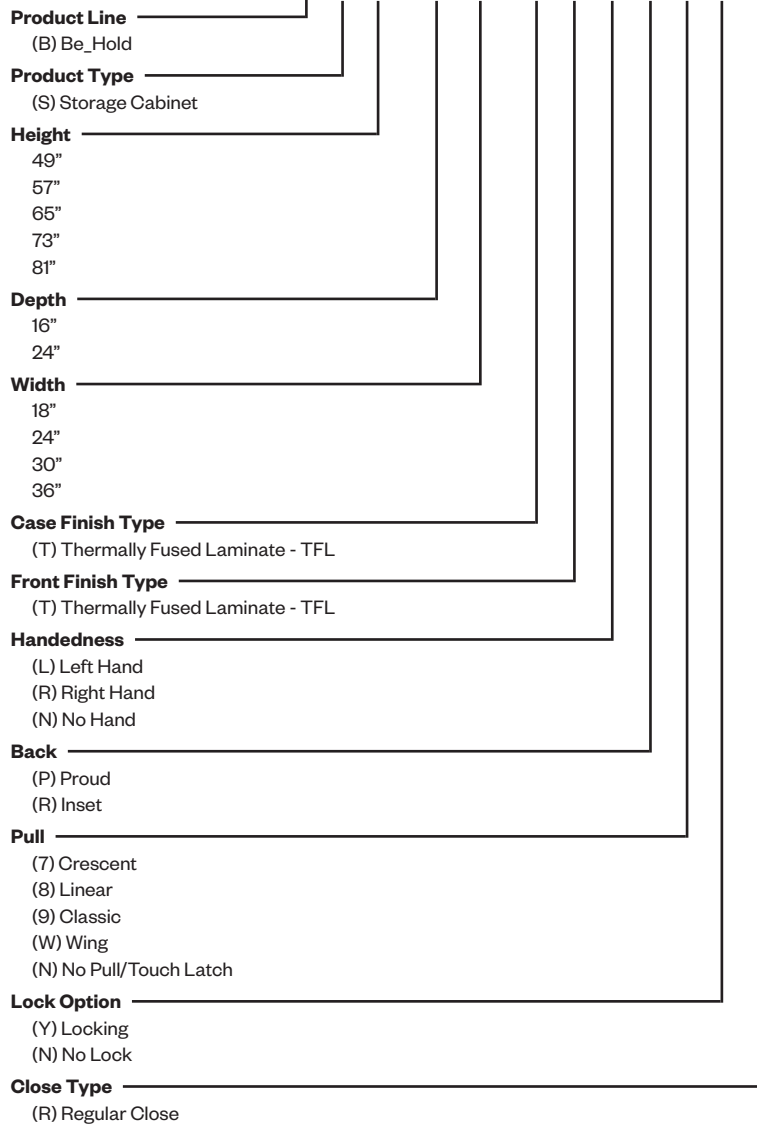 Product Line
(B) Be_Hold
Product Type
(S) Storage Cabinet
Height
49”
57”
65”
73”
81”
Depth
16”
24”
Width
18”
24”
30”
36”
Case Finish Type
(T) Thermally Fused Laminate - TFL
Front Finish Type
(T) Thermally Fused Laminate - TFL
Handedness
(L) Left Hand
(R) Right Hand
(N) No Hand
Back
(P) Proud
(R) Inset
Pull
(7) Crescent
(8) Linear
(9) Classic
(W) Wing
(N) No Pull/Touch Latch
Lock Option
(Y) Locking
(N) No Lock
Close Type
(R) Regular Close